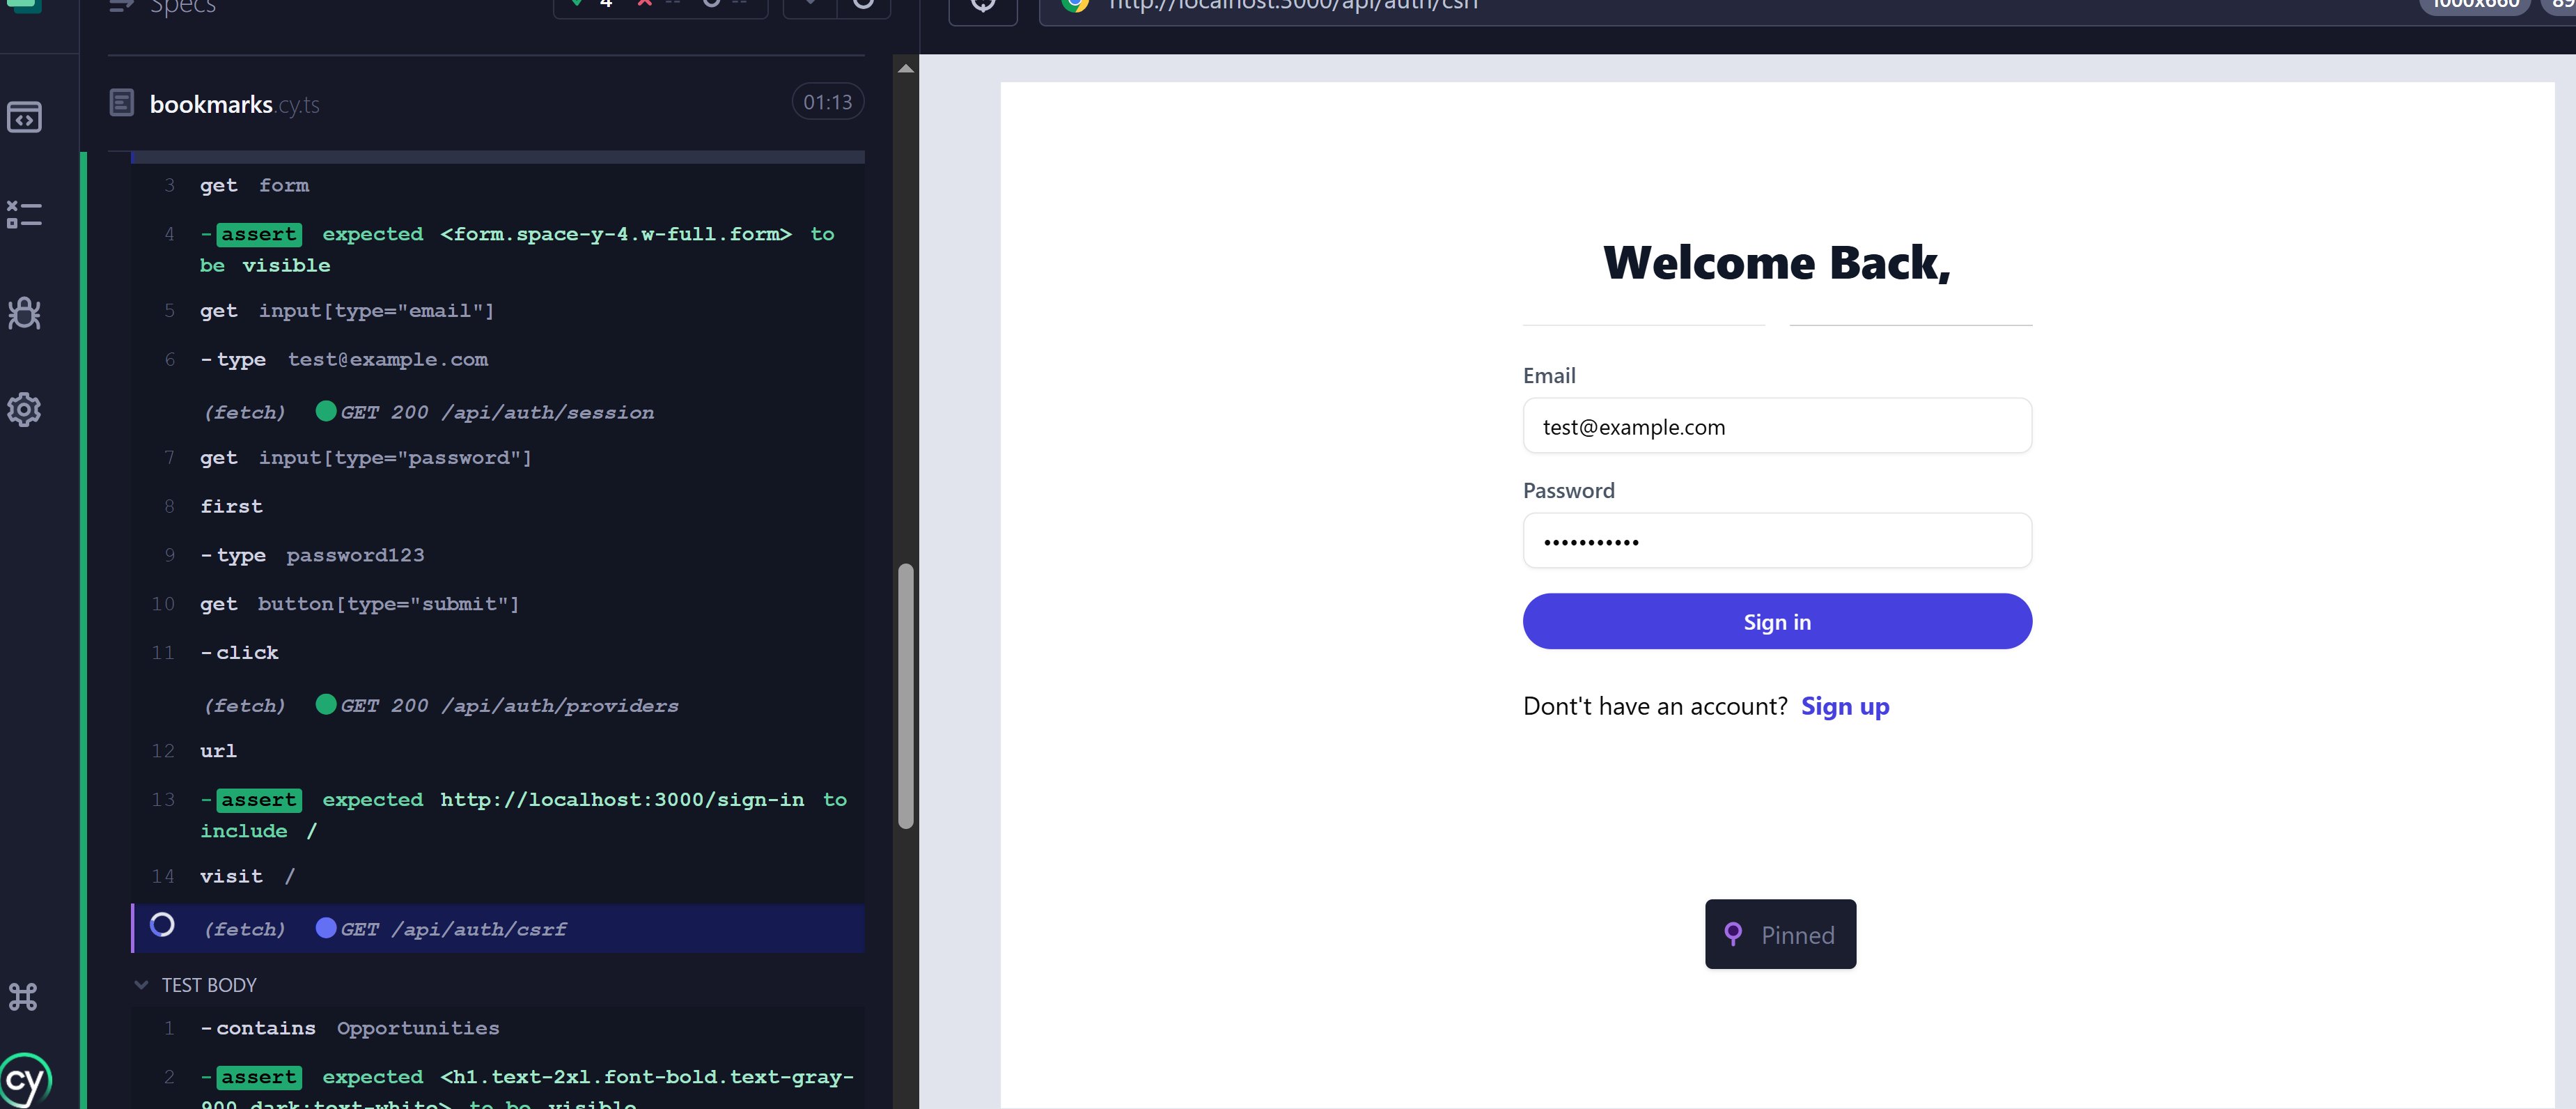 Specs
4
--
--
http://localhost:3000/api/auth/csrf
1000x660
bookmarks.cy.ts
01:13
3 get form
4 -assert expected <form.space-y-4.w-full.form> to
be visible
5 get input[type="email"]
6 -type test@example.com
(fetch) GET 200 /api/auth/session
7 get input[type="password"]
8 first
9 -type password123
10 get button[type="submit"]
11 -click
(fetch) GET 200 /api/auth/providers
12 url
13 -assert expected http://localhost:3000/sign-in to
include /
14 visit /
(fetch) GET /api/auth/csrf
TEST BODY
1 -contains Opportunities
2 -assert expected <h1.text-2xl.font-bold.text-gray-
900.dark:text-white> to be visible
cy
Welcome Back,
Email
test@example.com
Password
•••••••••••
Sign in
Don't have an account? Sign up
Pinned